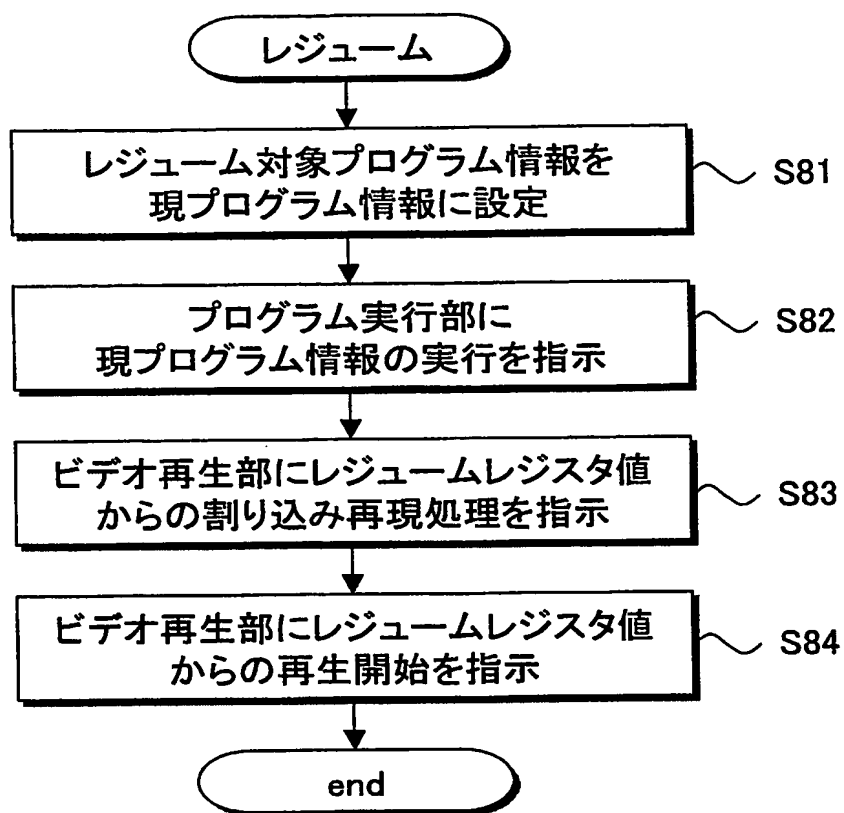 レジューム
レジューム対象プログラム情報を
現プログラム情報に設定
S81
プログラム実行部に
現プログラム情報の実行を指示
S82
ビデオ再生部にレジュームレジスタ値
からの割り込み再現処理を指示
S83
ビデオ再生部にレジュームレジスタ値
からの再生開始を指示
S84
end